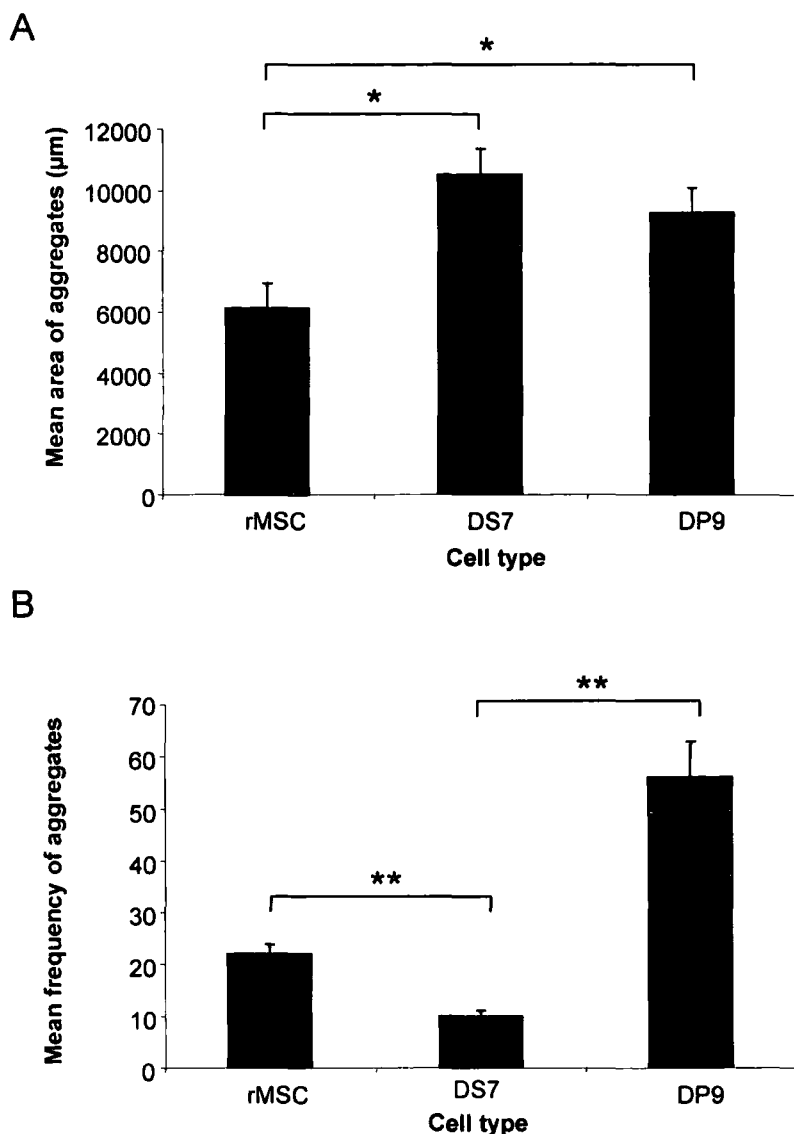 A
*
*
Mean area of aggregates (µm)
12000
10000
8000
6000
4000
2000
0
rMSC
DS7
DP9
Cell type
B
Mean frequency of aggregates
70
60
50
40
30
20
10
0
**
**
rMSC
DS7
DP9
Cell type